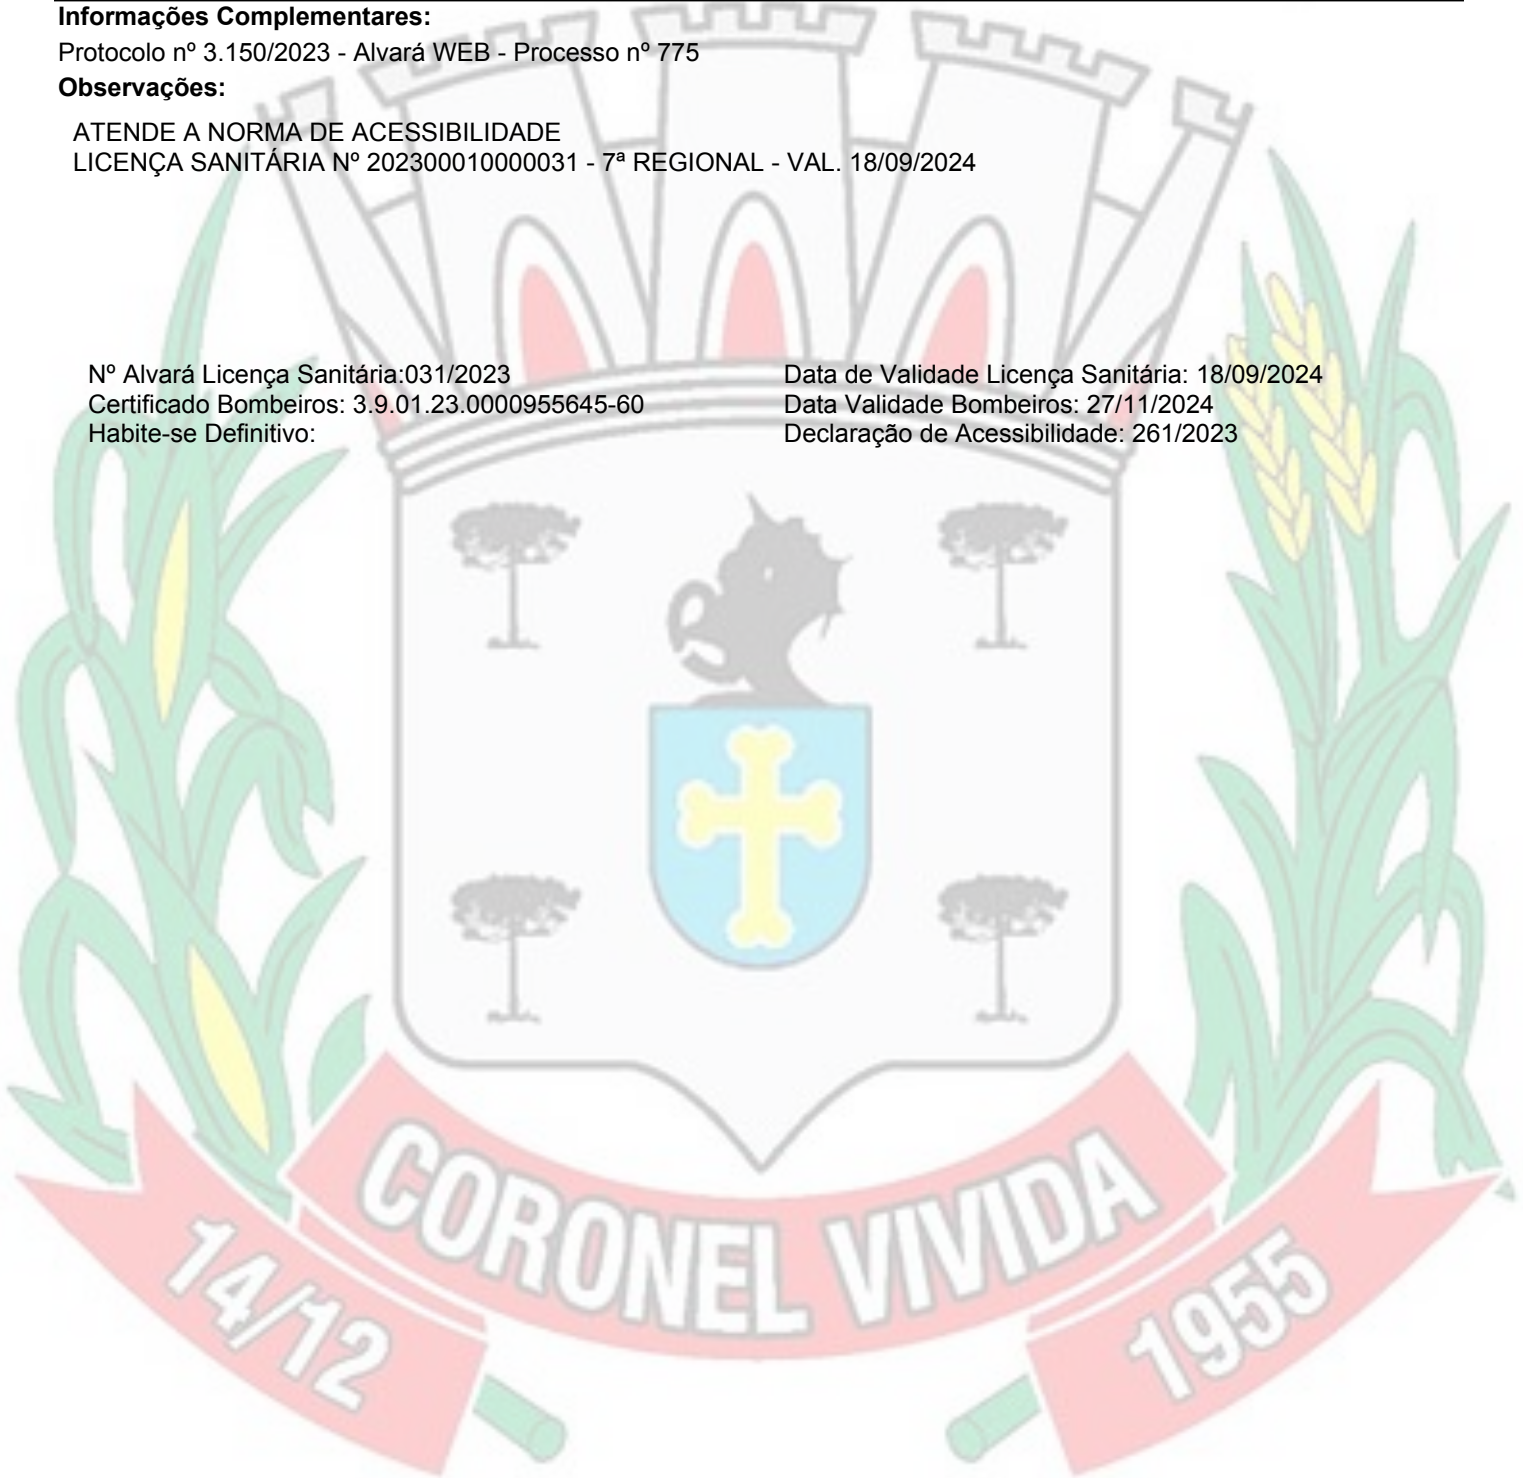 Informações Complementares:
Protocolo nº 3.150/2023 - Alvará WEB - Processo nº 775
Observações:
ATENDE A NORMA DE ACESSIBILIDADE
LICENÇA SANITÁRIA Nº 202300010000031 - 7ª REGIONAL - VAL. 18/09/2024
Nº Alvará Licença Sanitária:031/2023
Data de Validade Licença Sanitária: 18/09/2024
Certificado Bombeiros: 3.9.01.23.0000955645-60
Data Validade Bombeiros: 27/11/2024
Habite-se Definitivo:
Declaração de Acessibilidade: 261/2023
CORONEL VIVIDA
14/12
1955